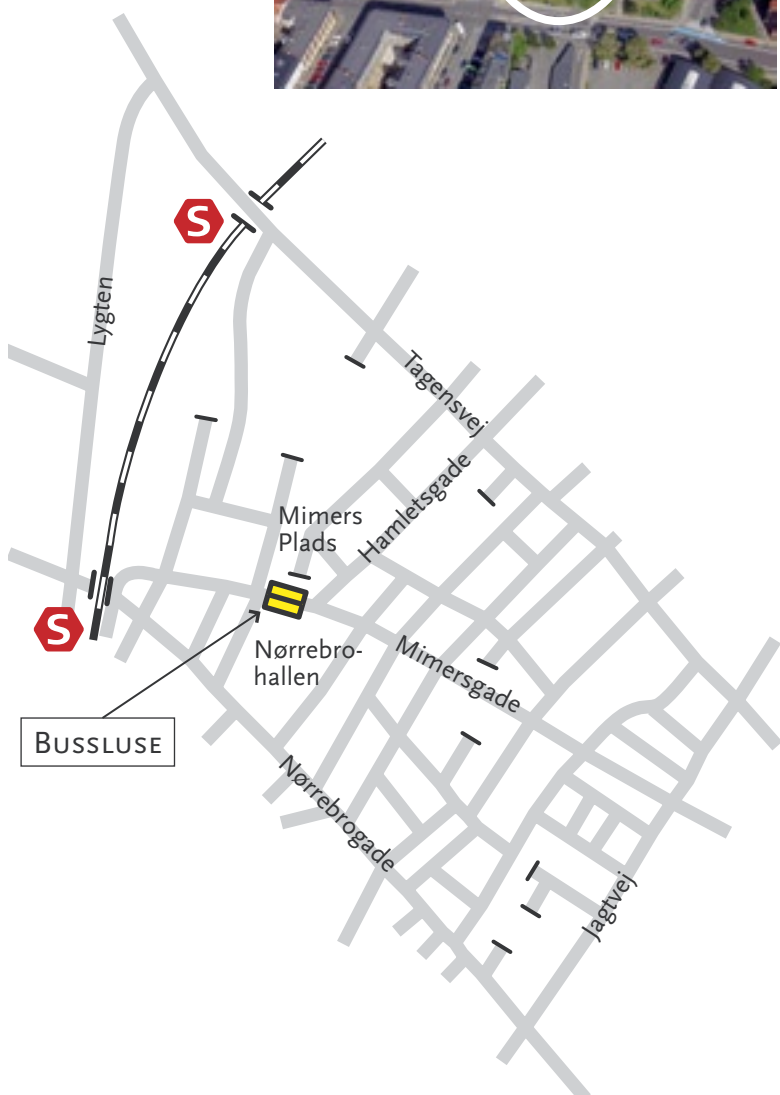 S
Lygten
Tagensvej
Hamletsgade
Mimers
Plads
S
Nørrebro-
hallen
Mimersgade
BUSSLUSE
Nørrebrogade
Jagtvej